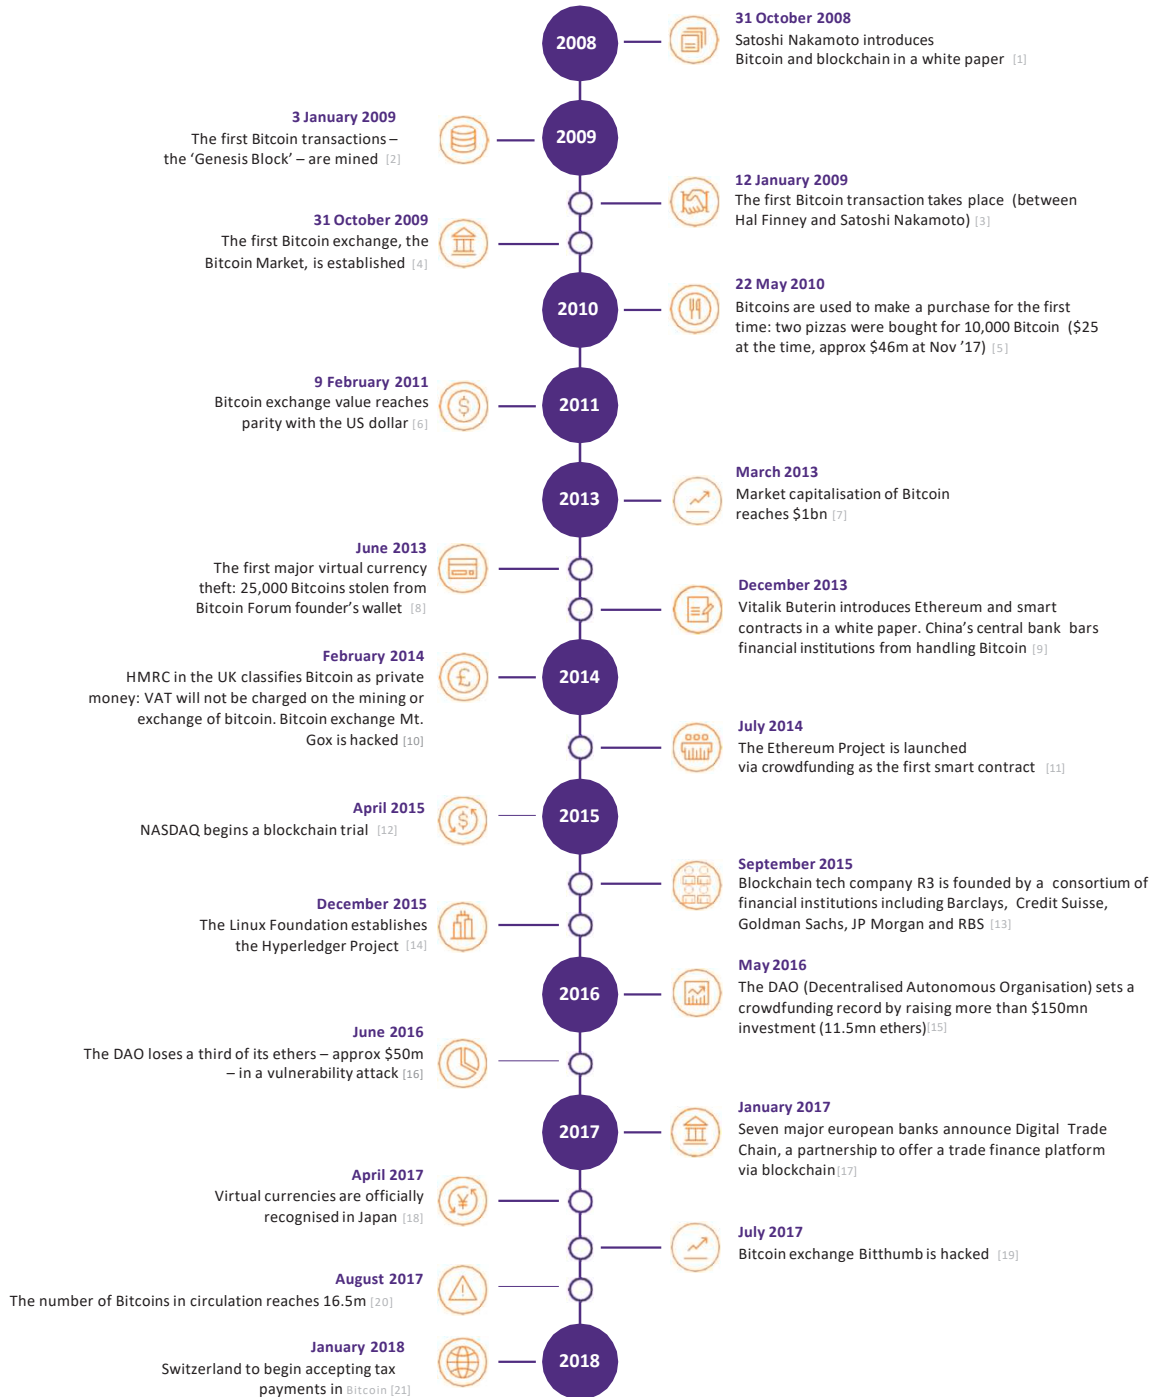 2008
31 October 2008
Satoshi Nakamoto introduces
Bitcoin and blockchain in a white paper [1]
3 January 2009
The first Bitcoin transactions –
the ‘Genesis Block’ – are mined [2]
2009
12 January 2009
The first Bitcoin transaction takes place (between
Hal Finney and Satoshi Nakamoto) [3]
31 October 2009
The first Bitcoin exchange, the
Bitcoin Market, is established [4]
2010
22 May 2010
Bitcoins are used to make a purchase for the first
time: two pizzas were bought for 10,000 Bitcoin ($25
at the time, approx $46m at Nov ’17) [5]
9 February 2011
Bitcoin exchange value reaches
parity with the US dollar [6]
2011
2013
March 2013
Market capitalisation of Bitcoin
reaches $1bn [7]
June 2013
The first major virtual currency
theft: 25,000 Bitcoins stolen from
Bitcoin Forum founder’s wallet [8]
December 2013
Vitalik Buterin introduces Ethereum and smart
contracts in a white paper. China’s central bank bars
financial institutions from handling Bitcoin [9]
February 2014
HMRC in the UK classifies Bitcoin as private
money: VAT will not be charged on the mining or
exchange of bitcoin. Bitcoin exchange Mt.
Gox is hacked [10]
2014
July 2014
The Ethereum Project is launched
via crowdfunding as the first smart contract [11]
April 2015
NASDAQ begins a blockchain trial [12]
2015
September 2015
Blockchain tech company R3 is founded by a consortium of
financial institutions including Barclays, Credit Suisse,
Goldman Sachs, JP Morgan and RBS [13]
December 2015
The Linux Foundation establishes
the Hyperledger Project [14]
2016
May 2016
The DAO (Decentralised Autonomous Organisation) sets a
crowdfunding record by raising more than $150mn
investment (11.5mn ethers)[15]
June 2016
The DAO loses a third of its ethers – approx $50m
– in a vulnerability attack [16]
2017
January 2017
Seven major european banks announce Digital Trade
Chain, a partnership to offer a trade finance platform
via blockchain[17]
April 2017
Virtual currencies are officially
recognised in Japan [18]
July 2017
Bitcoin exchange Bitthumb is hacked [19]
August 2017
The number of Bitcoins in circulation reaches 16.5m [20]
January 2018
Switzerland to begin accepting tax
payments in Bitcoin [21]
2018